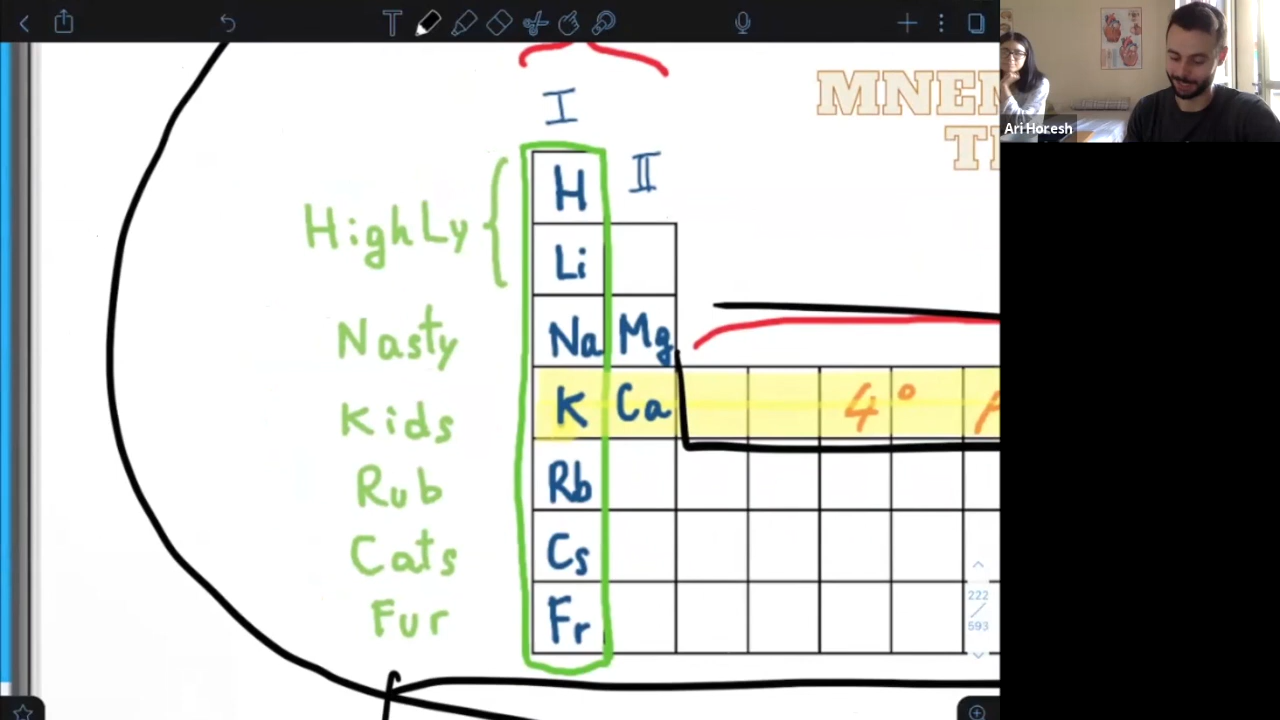 T
MNEM
I
Ari Horesh
T
II
H
HighLy
Li
Nasty
Na Mg
Kids
K Ca 4°
Rub
Rb
Cats
Cs
222
/
593
Fur
Fr